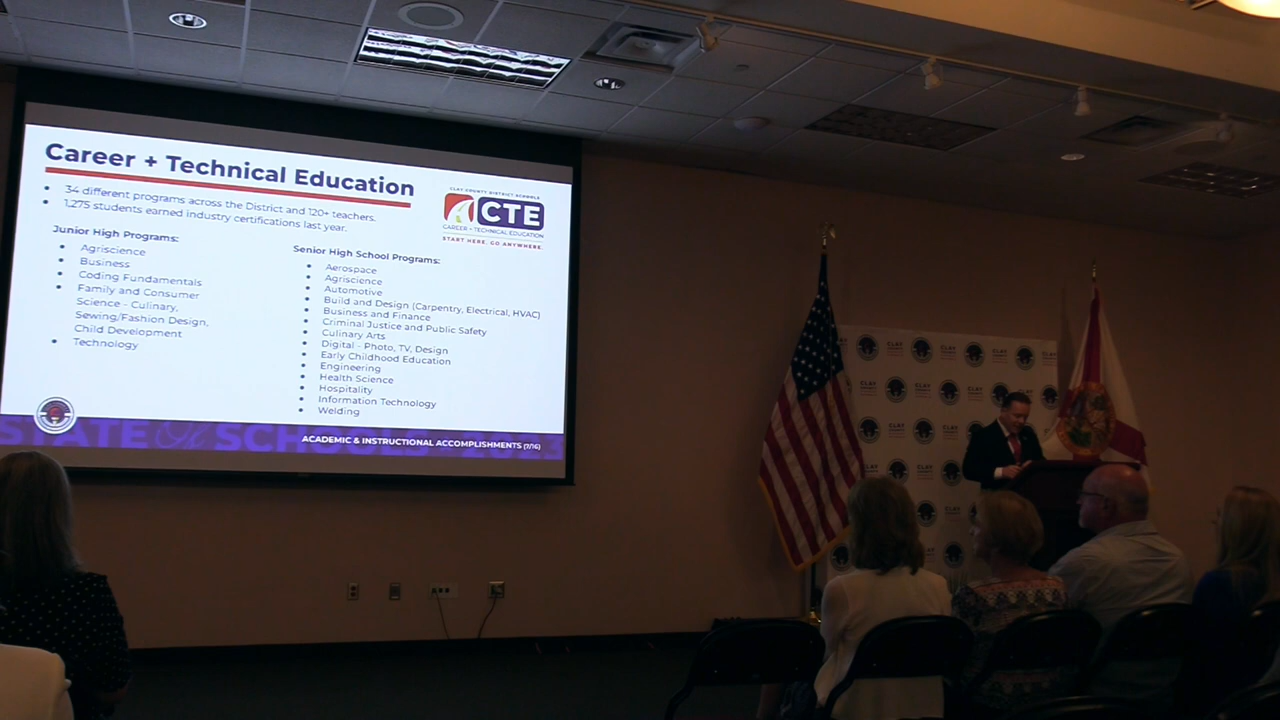 Career + Technical Education
34 different programs across the District and 120+ teachers.
1,275 students earned industry certifications last year.
CLAY COUNTY DISTRICT SCHOOLS
CTE
CAREER + TECHNICAL EDUCATION
START HERE. GO ANYWHERE.
Junior High Programs:
Agriscience
Business
Coding Fundamentals
Family and Consumer
Science - Culinary,
Sewing/Fashion Design,
Child Development
Technology
Senior High School Programs:
Aerospace
Agriscience
Automotive
Build and Design (Carpentry, Electrical, HVAC)
Business and Finance
Criminal Justice and Public Safety
Culinary Arts
Digital - Photo, TV, Design
Early Childhood Education
Engineering
Health Science
Hospitality
Information Technology
Welding
STATE of SCHOOLS
ACADEMIC & INSTRUCTIONAL ACCOMPLISHMENTS (7/16)
CLAY